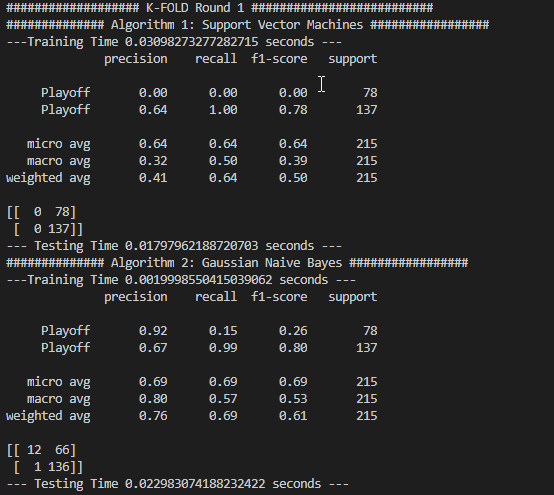 ################### K-FOLD Round 1 ##########################
############## Algorithm 1: Support Vector Machines #################
---Training Time 0.03098273277282715 seconds ---
precision recall f1-score support
Playoff 0.00 0.00 0.00 78
Playoff 0.64 1.00 0.78 137
micro avg 0.64 0.64 0.64 215
macro avg 0.32 0.50 0.39 215
weighted avg 0.41 0.64 0.50 215
[[ 0 78]
[ 0 137]]
--- Testing Time 0.01797962188720703 seconds ---
############## Algorithm 2: Gaussian Naive Bayes #################
---Training Time 0.0019998550415039062 seconds ---
precision recall f1-score support
Playoff 0.92 0.15 0.26 78
Playoff 0.67 0.99 0.80 137
micro avg 0.69 0.69 0.69 215
macro avg 0.80 0.57 0.53 215
weighted avg 0.76 0.69 0.61 215
[[ 12 66]
[ 1 136]]
--- Testing Time 0.022983074188232422 seconds ---